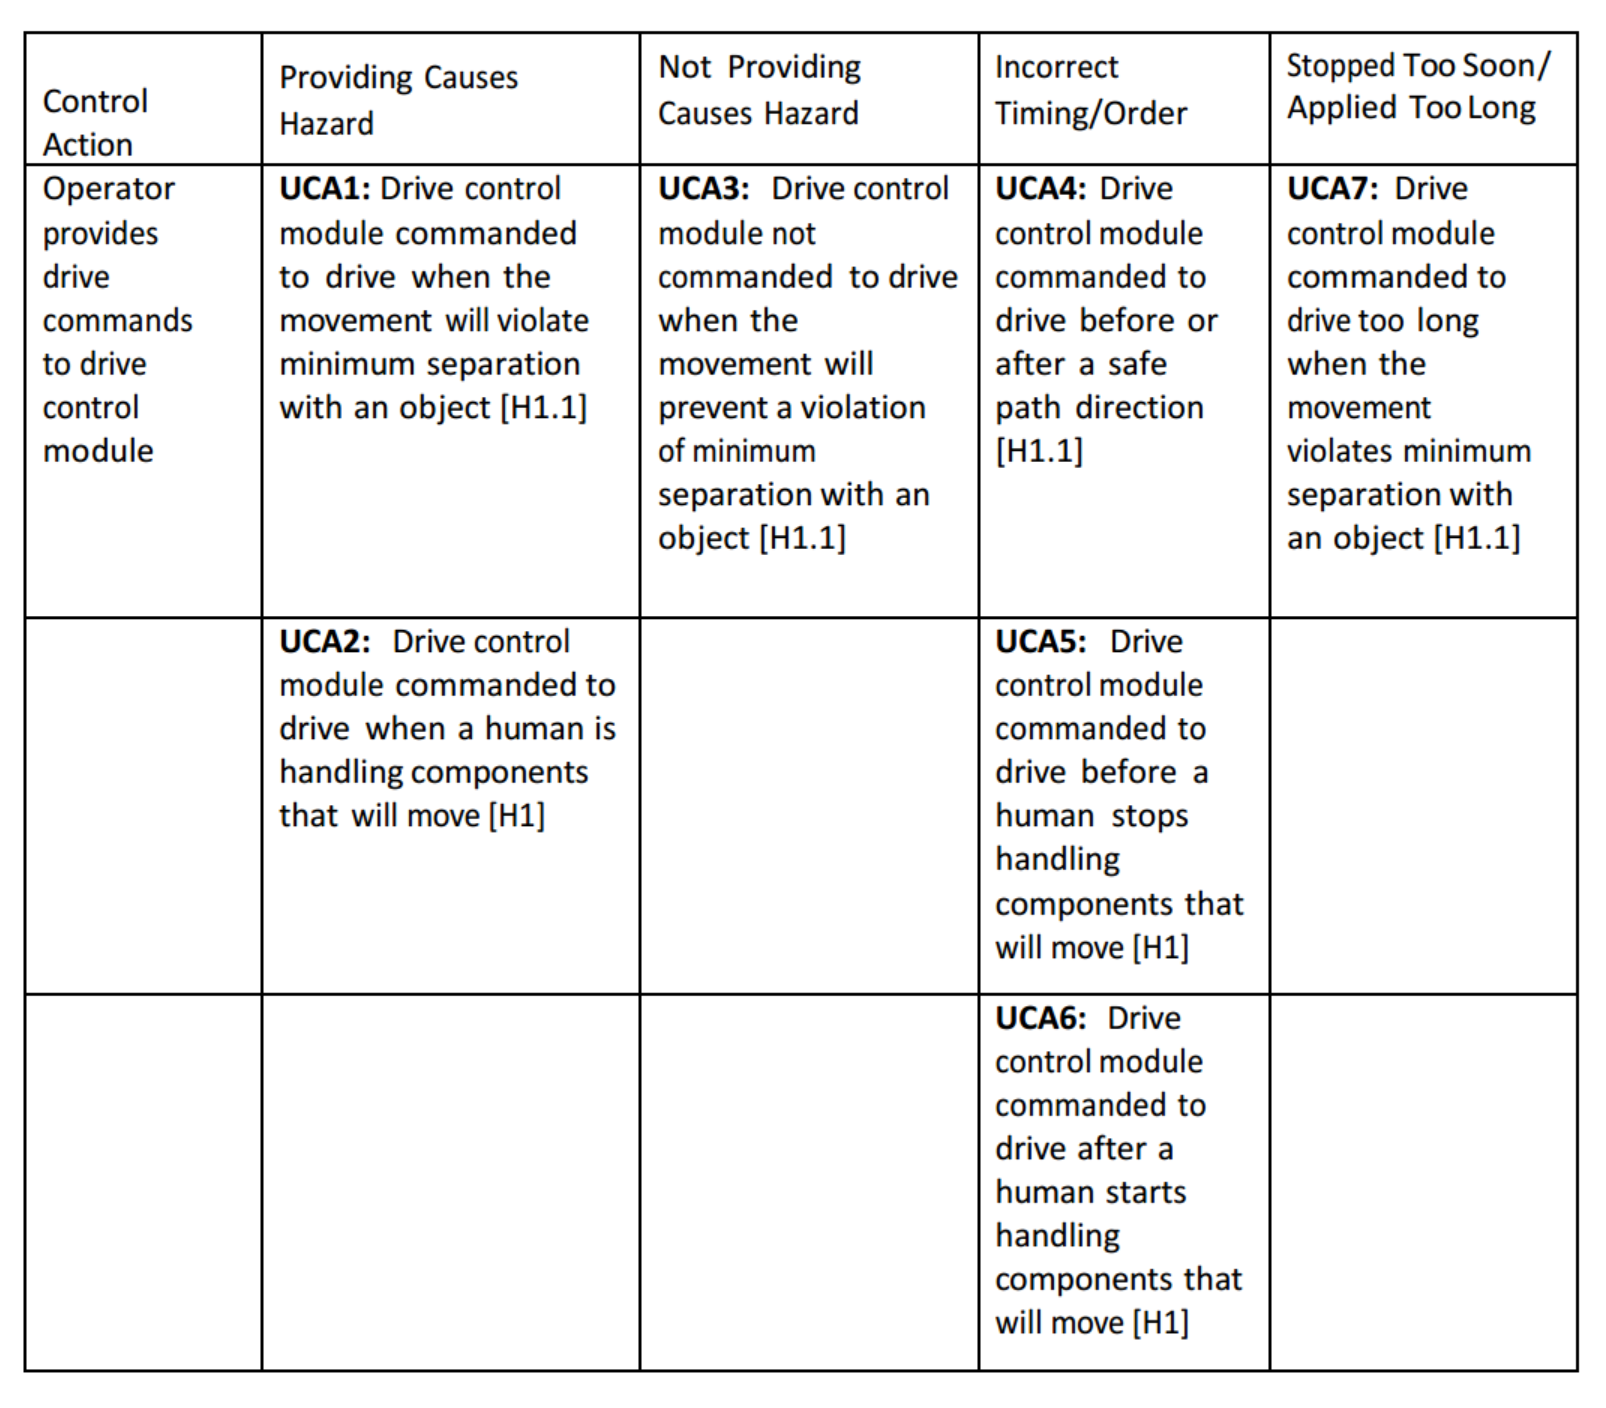 Control
Action
Providing Causes
Hazard
Not Providing
Causes Hazard
Incorrect
Timing/Order
Stopped Too Soon/
Applied Too Long
Operator
provides
drive
commands
to drive
control
module
UCA1: Drive control
module commanded
to drive when the
movement will violate
minimum separation
with an object [H1.1]
UCA3: Drive control
module not
commanded to drive
when the
movement will
prevent a violation
of minimum
separation with an
object [H1.1]
UCA4: Drive
control module
commanded to
drive before or
after a safe
path direction
[H1.1]
UCA7: Drive
control module
commanded to
drive too long
when the
movement
violates minimum
separation with
an object [H1.1]
UCA2: Drive control
module commanded to
drive when a human is
handling components
that will move [H1]
UCA5: Drive
control module
commanded to
drive before a
human stops
handling
components that
will move [H1]
UCA6: Drive
control module
commanded to
drive after a
human starts
handling
components that
will move [H1]